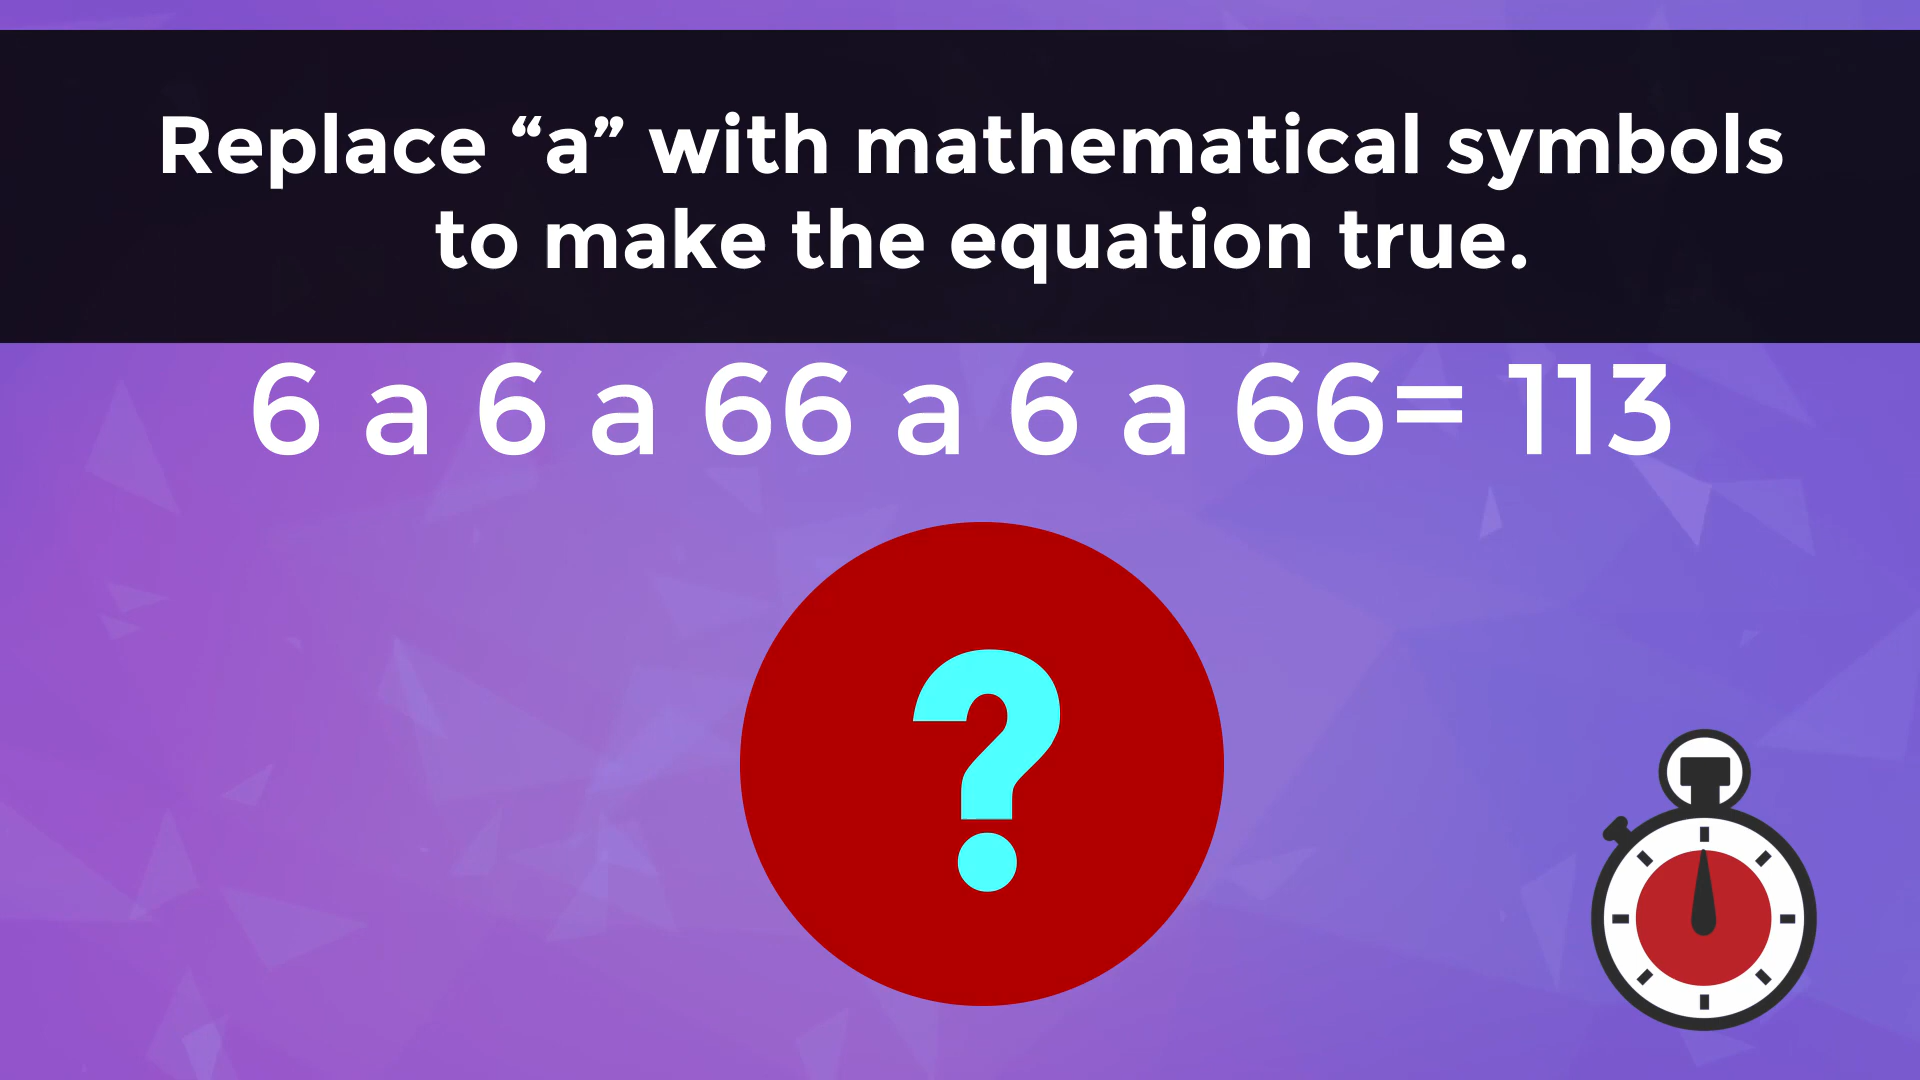 Replace “a” with mathematical symbols
to make the equation true.
6 a 6 a 66 a 6 a 66= 113
?